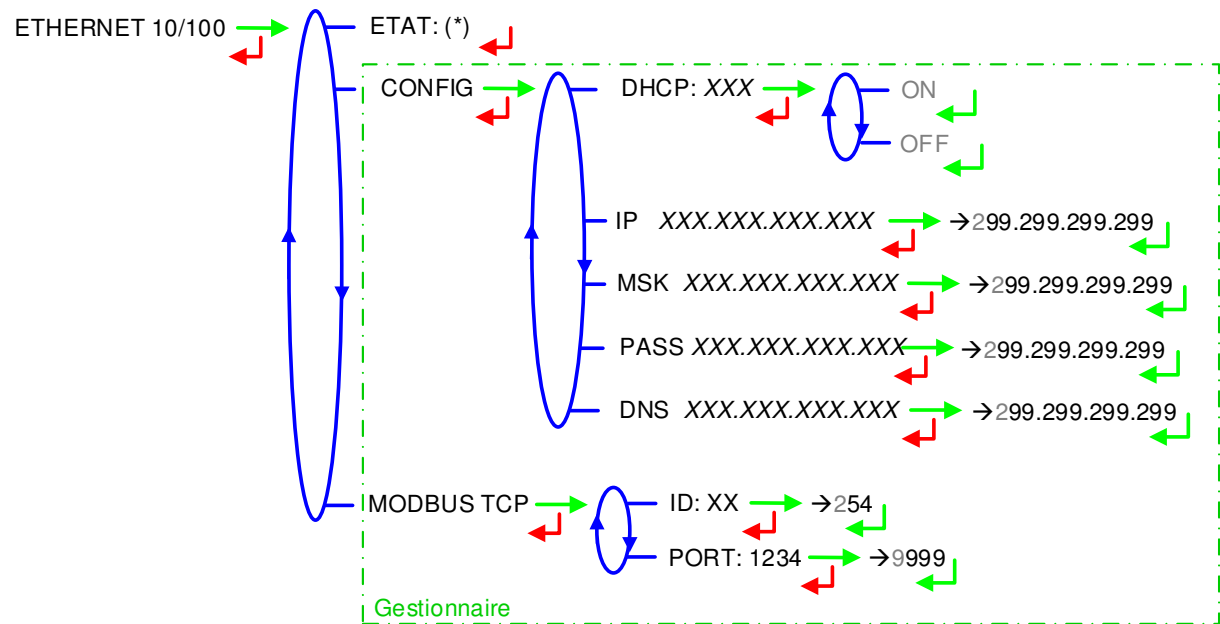 ETHERNET 10/100 ETAT: (*)
CONFIG DHCP: XXX ON
OFF
IP XXX.XXX.XXX.XXX →299.299.299.299
MSK XXX.XXX.XXX.XXX →299.299.299.299
PASS XXX.XXX.XXX.XXX →299.299.299.299
DNS XXX.XXX.XXX.XXX →299.299.299.299
MODBUS TCP ID: XX →254
PORT: 1234 →9999
Gestionnaire